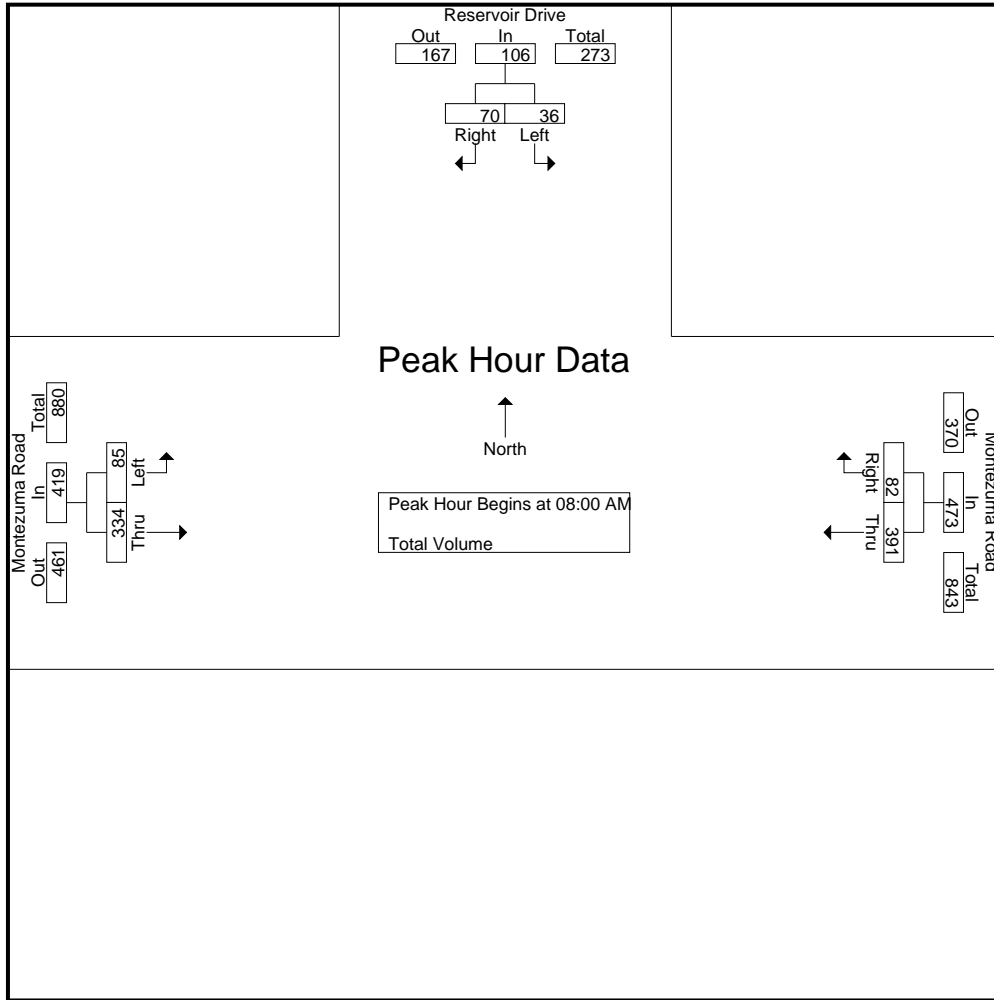 Reservoir Drive
Out In Total
167 106 273
70 36
Right Left
Peak Hour Data
North
Peak Hour Begins at 08:00 AM
Total Volume
Montezuma Road
Out In Total
461 419 880
85 334
Left Thru
Montezuma Road
Out In Total
370 473 843
82 391
Right Thru